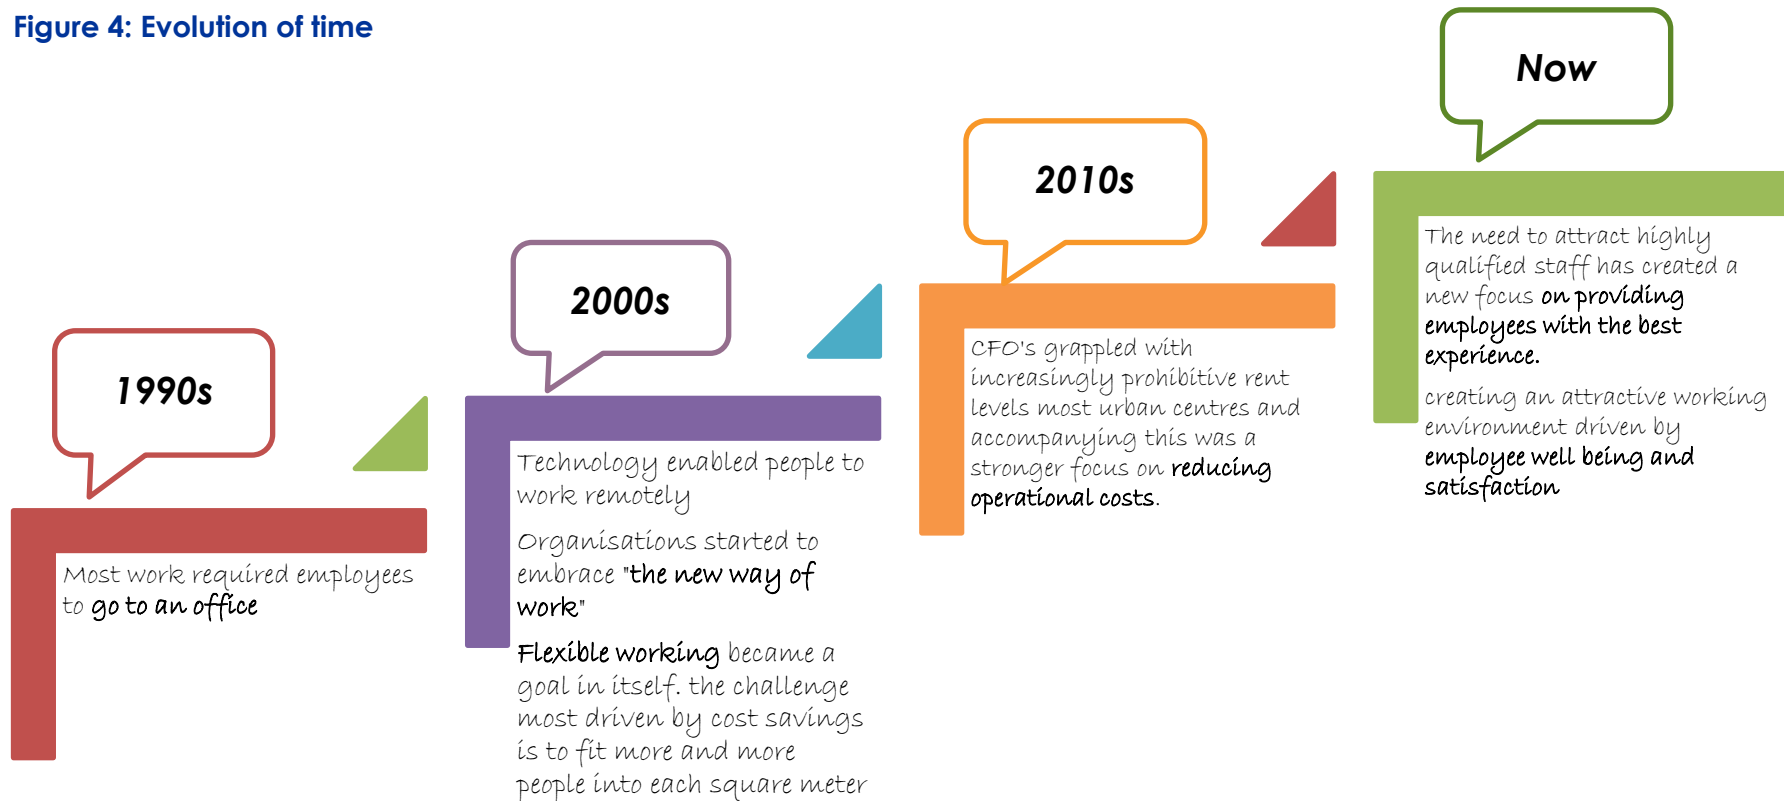 Figure 4: Evolution of time
1990s
Most work required employees
to go to an office
2000s
Technology enabled people to
work remotely
Organisations started to
embrace "the new way of
work"
Flexible working became a
goal in itself. the challenge
most driven by cost savings
is to fit more and more
people into each square meter
2010s
CFO's grappled with
increasingly prohibitive rent
levels most urban centres and
accompanying this was a
stronger focus on reducing
operational costs.
Now
The need to attract highly
qualified staff has created a
new focus on providing
employees with the best
experience.
creating an attractive working
environment driven by
employee well being and
satisfaction